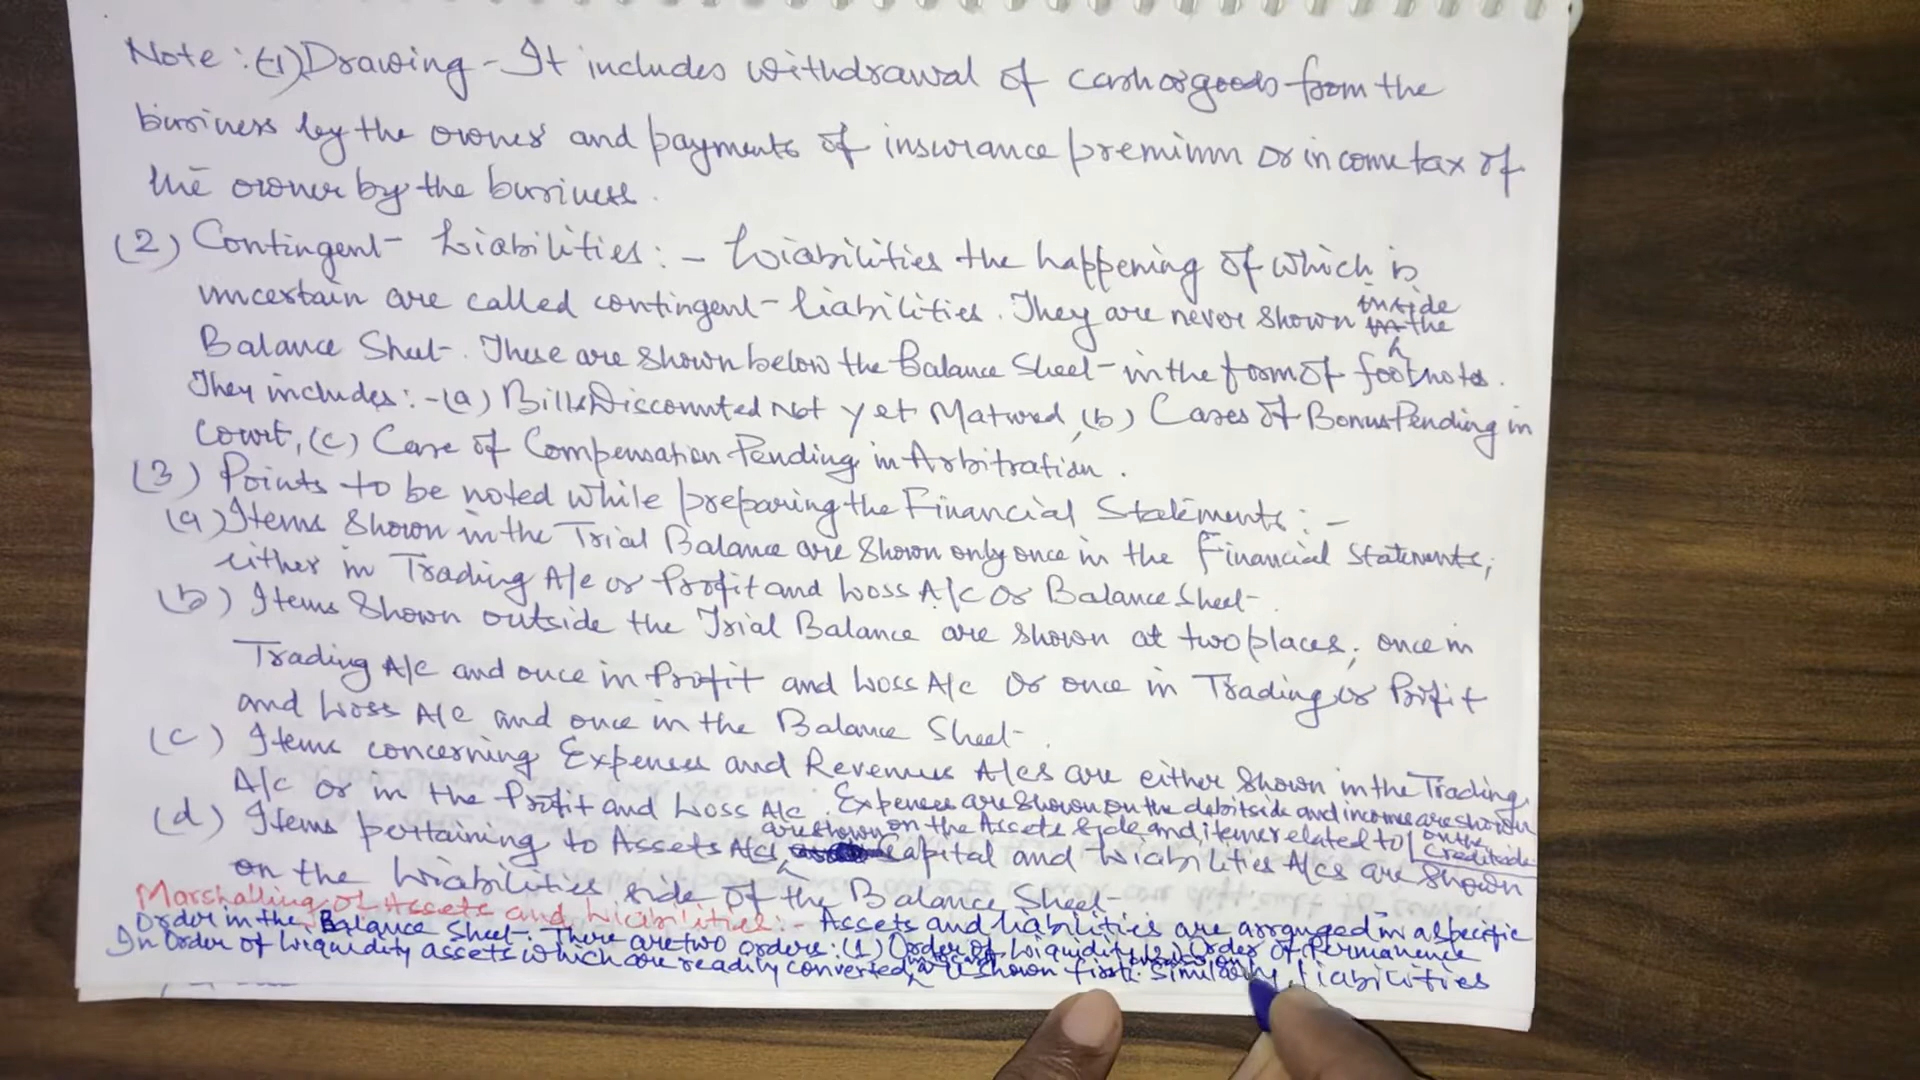 Note:(1)Drawing - It includes withdrawal of cash or goods from the
business by the owner and payments of insurance premium or income tax of
the owner by the business.
(2) Contingent Liabilities: - Liabilities the happening of which is
uncertain are called contingent liabilities. They are never shown inside the
Balance Sheet. These are shown below the Balance Sheet in the form of footnotes.
They includes: -(a) Bills Discounted Not yet Matured, (b) Cases of Bonus Pending in
Court, (c) Case of Compensation Pending in Arbitration.
(3) Points to be noted while preparing the Financial Statements: -
(a) Items shown in the Trial Balance are shown only once in the Financial Statements;
either in Trading A/c or Profit and Loss A/c or Balance Sheet.
(b) Items shown outside the Trial Balance are shown at two places; once in
Trading A/c and once in Profit and Loss A/c or once in Trading or Profit
and Loss A/c and once in the Balance Sheet.
(c) Items concerning Expenses and Revenues A/cs are either shown in the Trading
A/c or in the Profit and Loss A/c. Expenses are shown on the debit side and income are shown
on the Credit side
(d) Items pertaining to Assets A/cs are shown on the Assets Side and items related to Capital and Liabilities A/cs are shown
on the Liabilities side of the Balance Sheet
Marshalling of Assets and Liabilities: - Assets and liabilities are arranged in a specific
order in the Balance Sheet. There are two orders: (1) Order of Liquidity (2) Order of Permanence
In Order of Liquidity assets which are readily converted are shown first. Similarly, liabilities